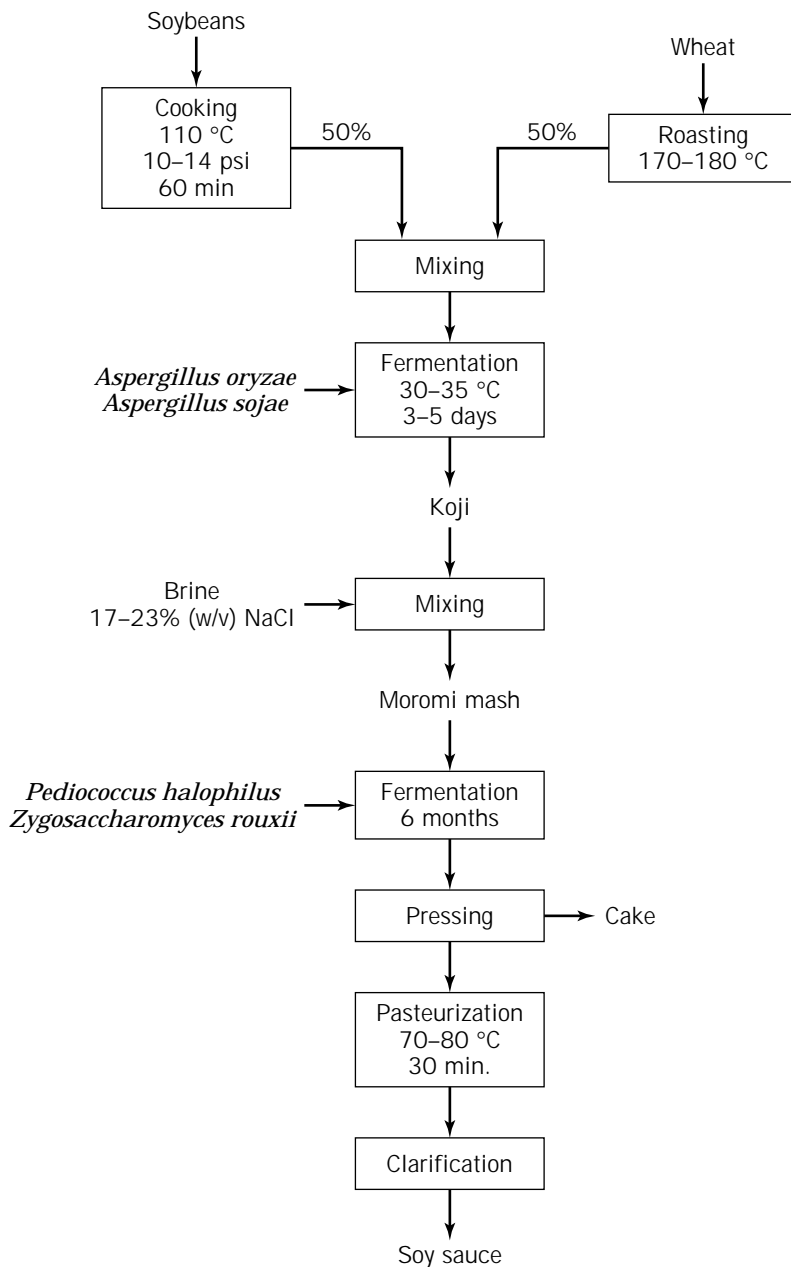 Soybeans
Wheat
Cooking
110 °C
10–14 psi
60 min
50%
50%
Roasting
170–180 °C
Mixing
Aspergillus oryzae
Aspergillus sojae
Fermentation
30–35 °C
3–5 days
Koji
Brine
17–23% (w/v) NaCl
Mixing
Moromi mash
Pediococcus halophilus
Zygosaccharomyces rouxii
Fermentation
6 months
Pressing
Cake
Pasteurization
70–80 °C
30 min.
Clarification
Soy sauce